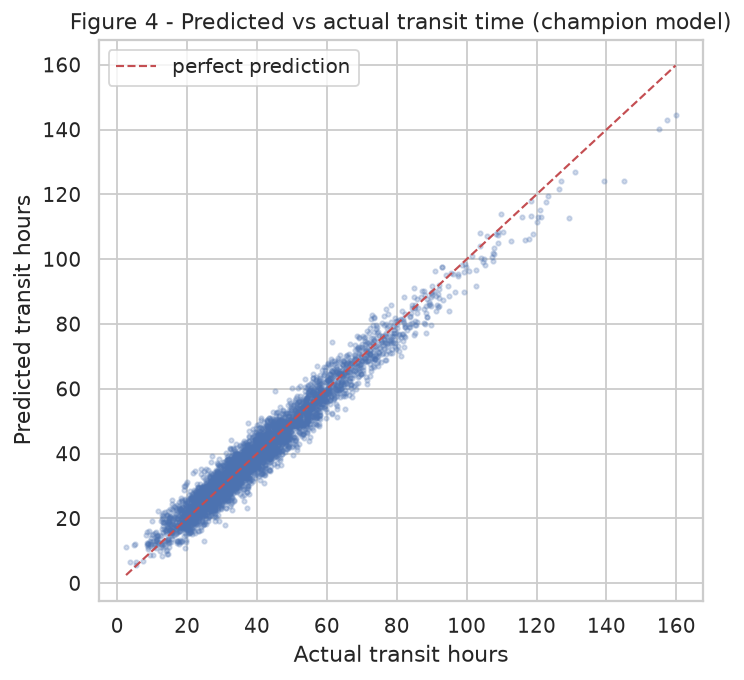 Figure 4 - Predicted vs actual transit time (champion model)
perfect prediction
160
140
120
100
80
60
40
20
0
Predicted transit hours
0 20 40 60 80 100 120 140 160
Actual transit hours